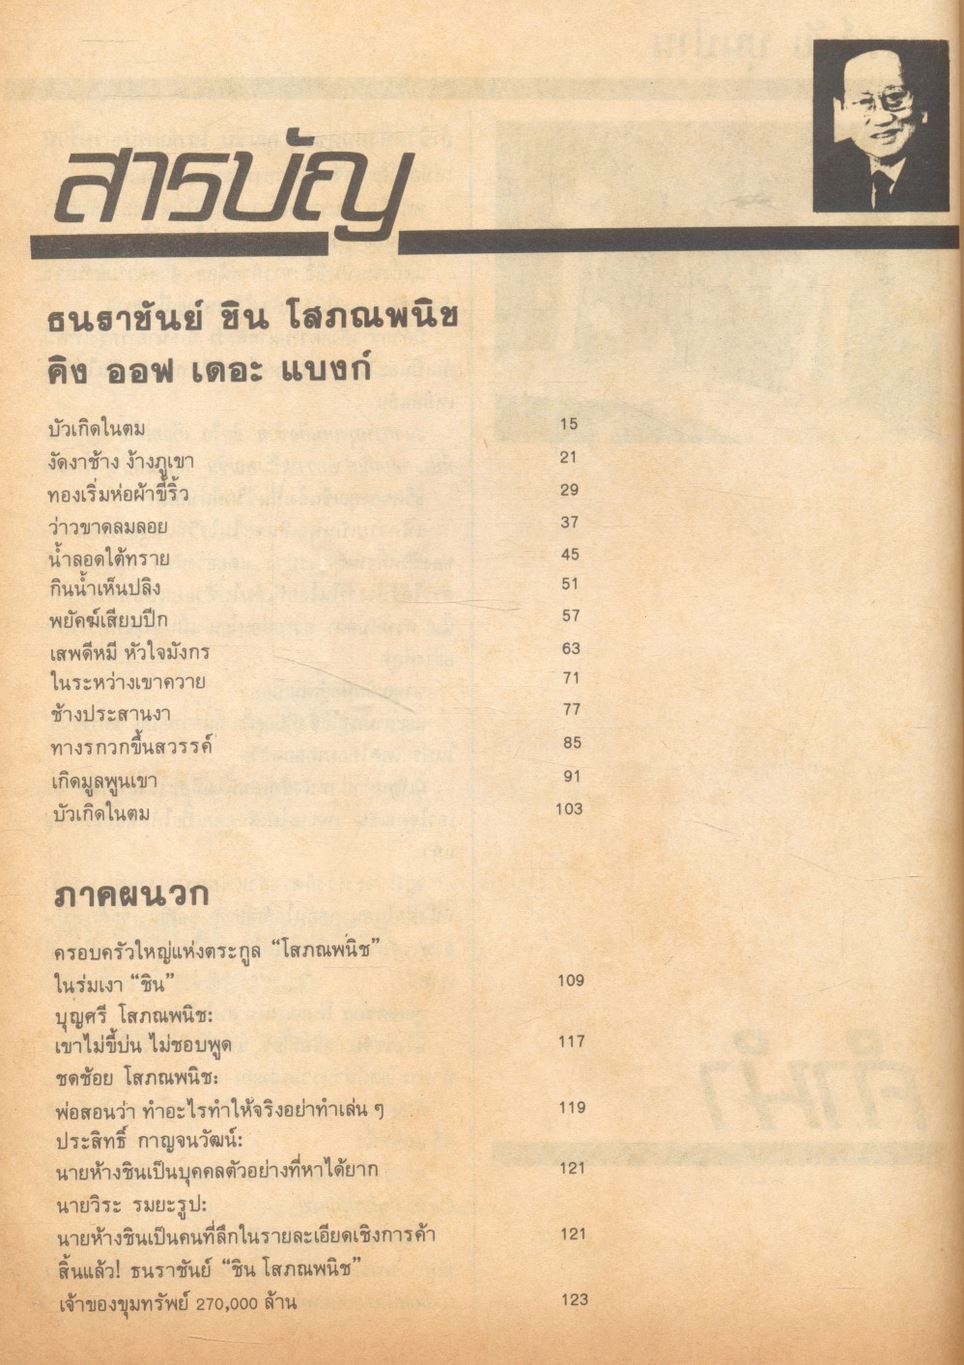 สารบัญ
ธนราชันย์ ชิน โสภณพนิช
คิง ออฟ เดอะ แบงก์
บัวเกิดในตม 15
งัดงาช้าง ง้างภูเขา 21
ทองเริ่มห่อผ้าขี้ริ้ว 29
ว่าวขาดลมลอย 37
น้ำลอดใต้ทราย 45
กินน้ำเห็นปลิง 51
พยัคฆ์เสียบปีก 57
เสพดีหมี หัวใจมังกร 63
ในระหว่างเขาควาย 71
ช้างประสานงา 77
ทางรกวกขึ้นสวรรค์ 85
เกิดมูลพูนเขา 91
บัวเกิดในตม 103
ภาคผนวก
ครอบครัวใหญ่แห่งตระกูล “โสภณพนิช”
ในร่มเงา “ชิน” 109
บุญศรี โสภณพนิช:
เขาไม่ขี้บ่น ไม่ชอบพูด 117
ชดช้อย โสภณพนิช:
พ่อสอนว่า ทำอะไรทำให้จริงอย่าทำเล่น ๆ 119
ประสิทธิ์ กาญจนวัฒน์:
นายห้างชินเป็นบุคคลตัวอย่างที่หาได้ยาก 121
นายวิระ รมยะรูป:
นายห้างชินเป็นคนที่ลึกในรายละเอียดเชิงการค้า 121
สิ้นแล้ว! ธนราชันย์ “ชิน โสภณพนิช”
เจ้าของขุมทรัพย์ 270,000 ล้าน 123